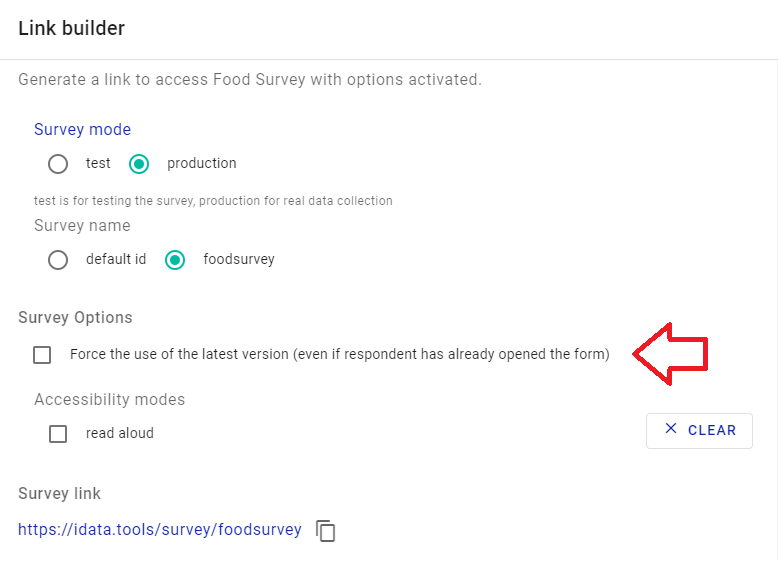 Link builder
Generate a link to access Food Survey with options activated.
Survey mode
test production
test is for testing the survey, production for real data collection
Survey name
default id foodsurvey
Survey Options
Force the use of the latest version (even if respondent has already opened the form)
Accessibility modes
read aloud
CLEAR
Survey link
https://idata.tools/survey/foodsurvey